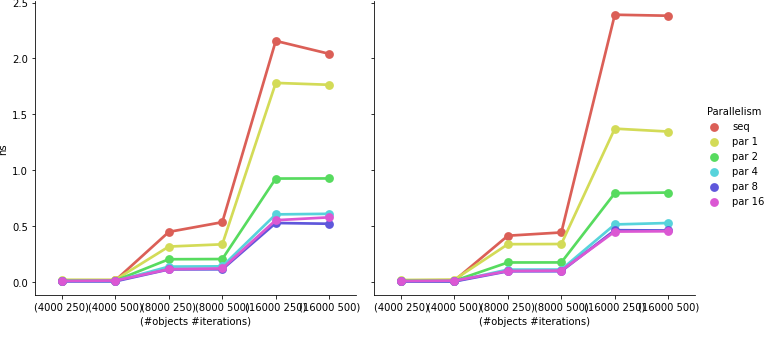 2.5
2.0
1.5
1.0
0.5
0.0
ns
(4000 250) (4000 500) (8000 250) (8000 500) (16000 250) (16000 500)
(#objects #iterations)
(4000 250) (4000 500) (8000 250) (8000 500) (16000 250) (16000 500)
(#objects #iterations)
Parallelism
seq
par 1
par 2
par 4
par 8
par 16